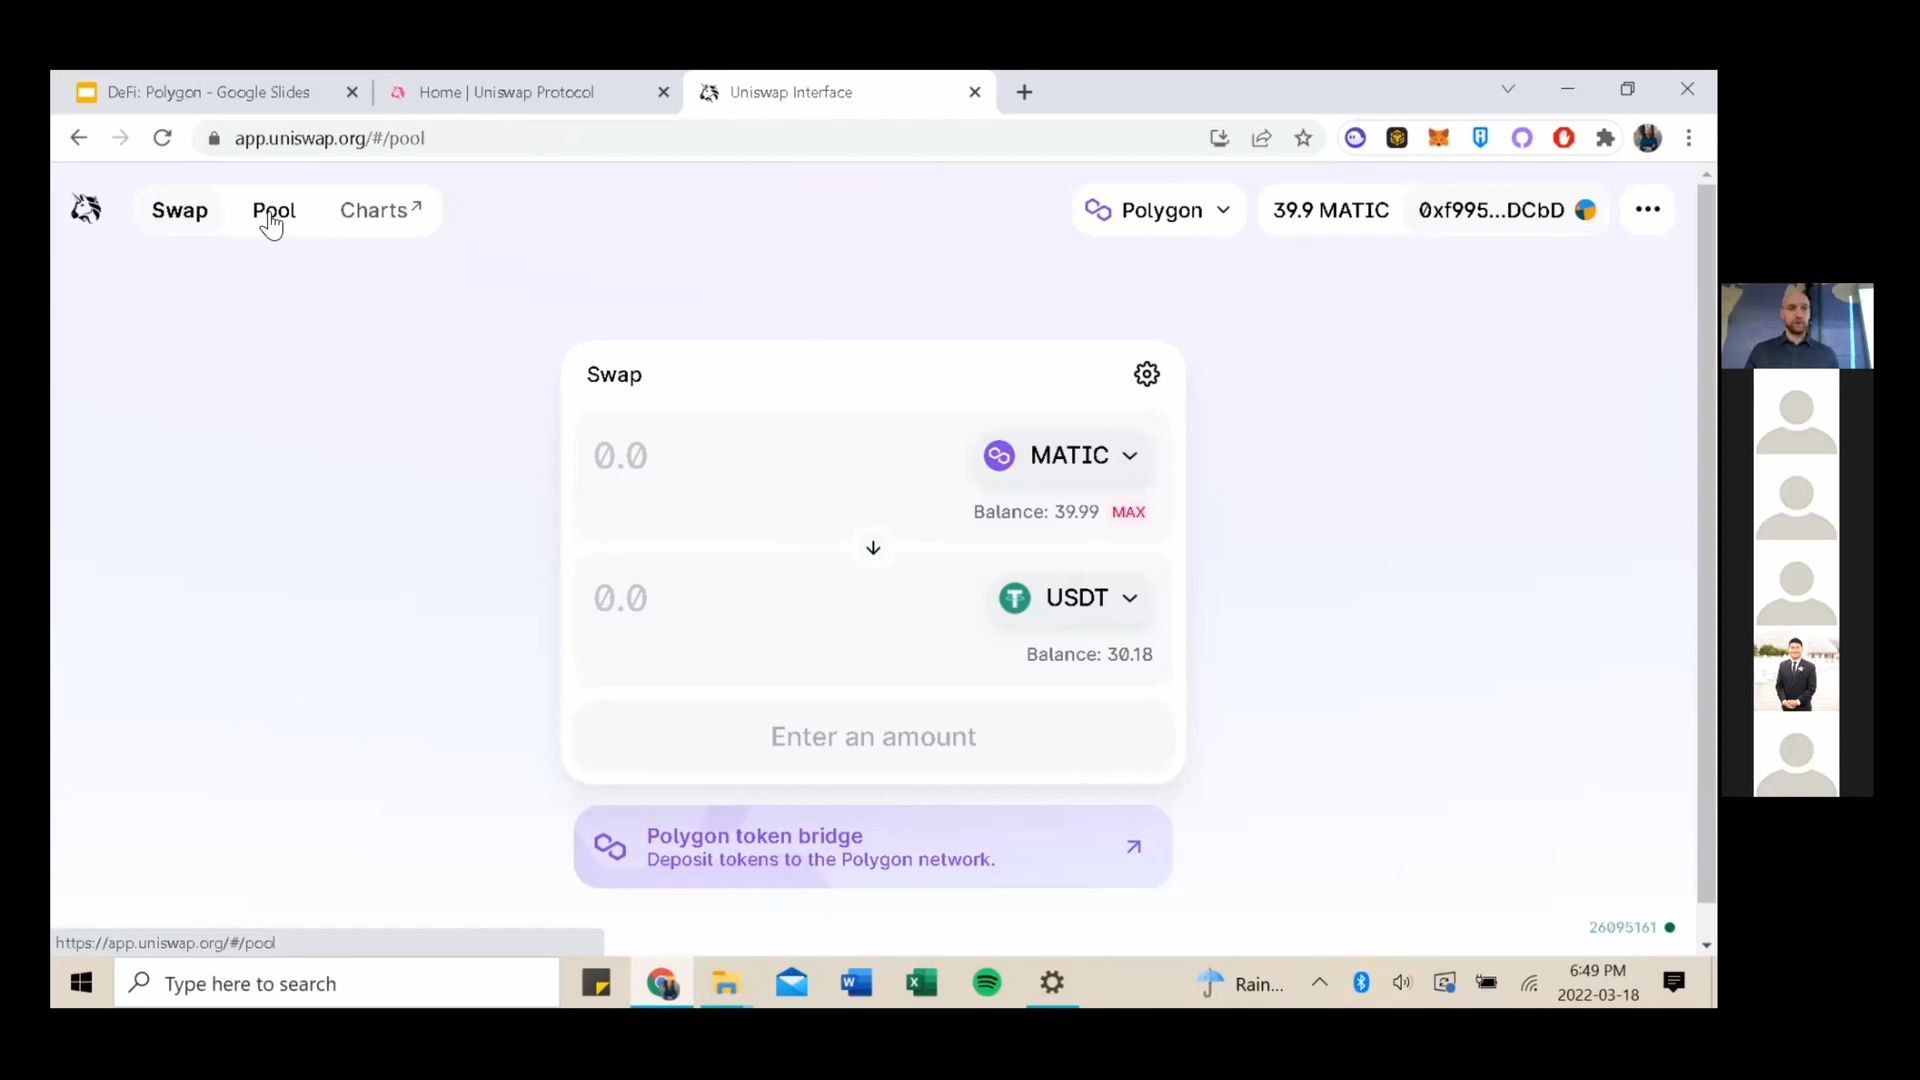 DeFi: Polygon - Google Slides
Home | Uniswap Protocol
Uniswap Interface
app.uniswap.org/#/pool
Swap
Pool
Charts↗
Polygon
39.9 MATIC
0xf995...DCbD
Swap
0.0
MATIC
Balance: 39.99 MAX
0.0
USDT
Balance: 30.18
Enter an amount
Polygon token bridge
Deposit tokens to the Polygon network.
26095161
https://app.uniswap.org/#/pool
Type here to search
Rain...
6:49 PM
2022-03-18